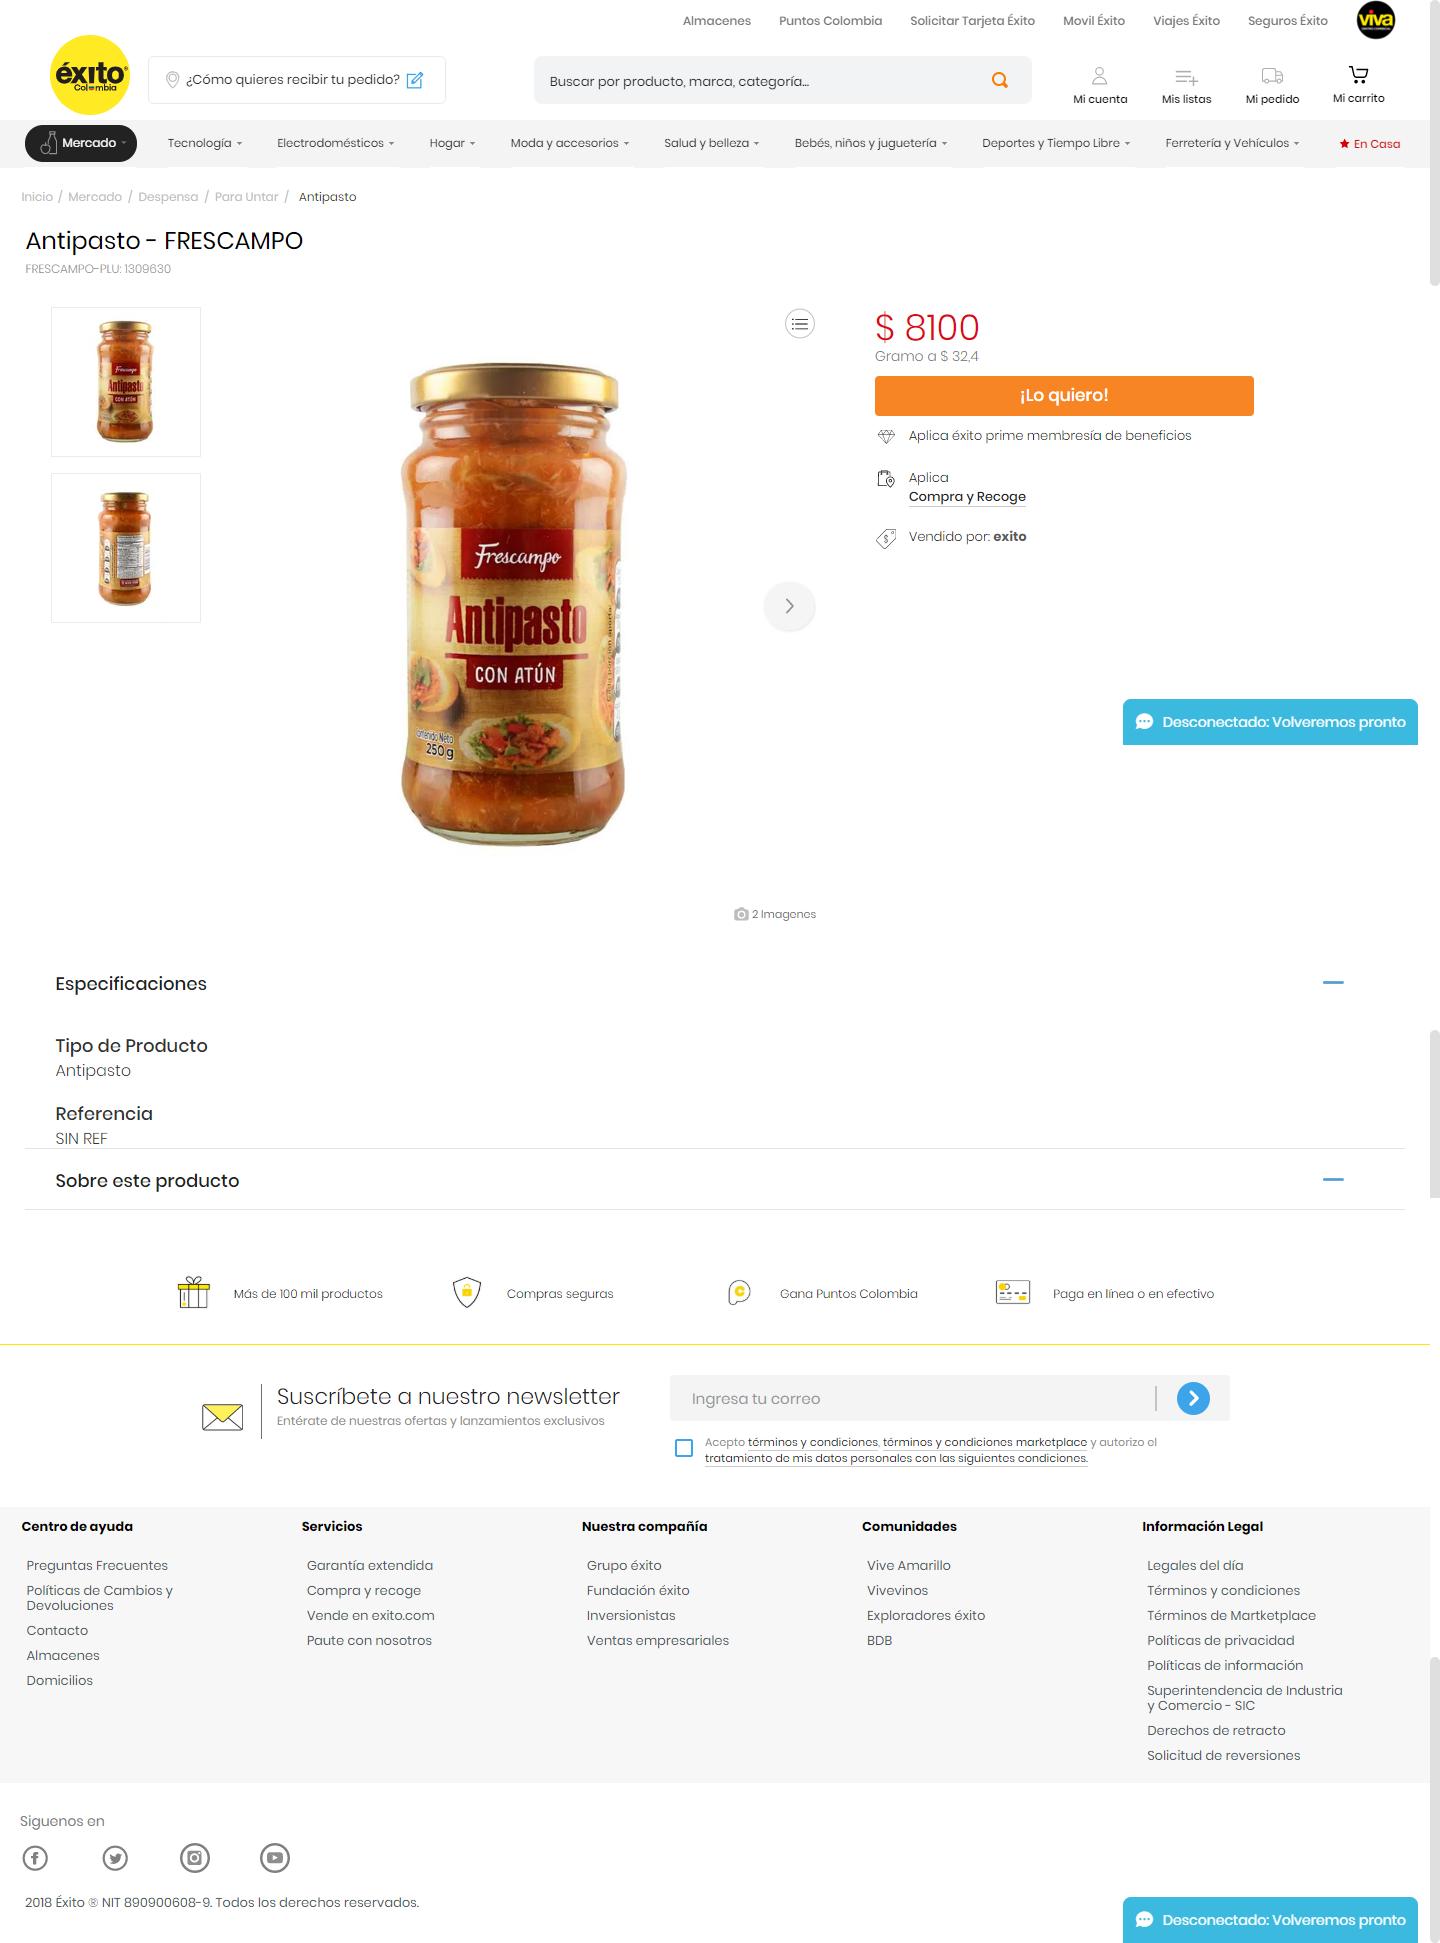 Almacenes Puntos Colombia Solicitar Tarjeta Éxito Movil Éxito Viajes Éxito Seguros Éxito viva
éxito
Colombia
¿Cómo quieres recibir tu pedido?
Buscar por producto, marca, categoría...
Mi cuenta Mis listas Mi pedido Mi carrito
Mercado Tecnología Electrodomésticos Hogar Moda y accesorios Salud y belleza Bebés, niños y juguetería Deportes y Tiempo Libre Ferretería y Vehículos En Casa
Inicio / Mercado / Despensa / Para Untar / Antipasto
Antipasto - FRESCAMPO
FRESCAMPO-PLU: 1309630
Frescampo
Antipasto
CON ATÚN
Frescampo
Antipasto
CON ATÚN
Contenido Neto
250 g
$ 8100
Gramo a $ 32,4
¡Lo quiero!
Aplica éxito prime membresía de beneficios
Aplica
Compra y Recoge
Vendido por: exito
Desconectado: Volveremos pronto
2 Imagenes
Especificaciones
Tipo de Producto
Antipasto
Referencia
SIN REF
Sobre este producto
Más de 100 mil productos Compras seguras Gana Puntos Colombia Paga en línea o en efectivo
Suscríbete a nuestro newsletter
Entérate de nuestras ofertas y lanzamientos exclusivos
Ingresa tu correo
Acepto términos y condiciones, términos y condiciones marketplace y autorizo el
tratamiento de mis datos personales con las siguientes condiciones.
Centro de ayuda
Preguntas Frecuentes
Políticas de Cambios y
Devoluciones
Contacto
Almacenes
Domicilios
Servicios
Garantía extendida
Compra y recoge
Vende en exito.com
Paute con nosotros
Nuestra compañía
Grupo éxito
Fundación éxito
Inversionistas
Ventas empresariales
Comunidades
Vive Amarillo
Vivevinos
Exploradores éxito
BDB
Información Legal
Legales del día
Términos y condiciones
Términos de Martketplace
Políticas de privacidad
Políticas de información
Superintendencia de Industria
y Comercio - SIC
Derechos de retracto
Solicitud de reversiones
Siguenos en
2018 Éxito ® NIT 890900608-9. Todos los derechos reservados.
Desconectado: Volveremos pronto